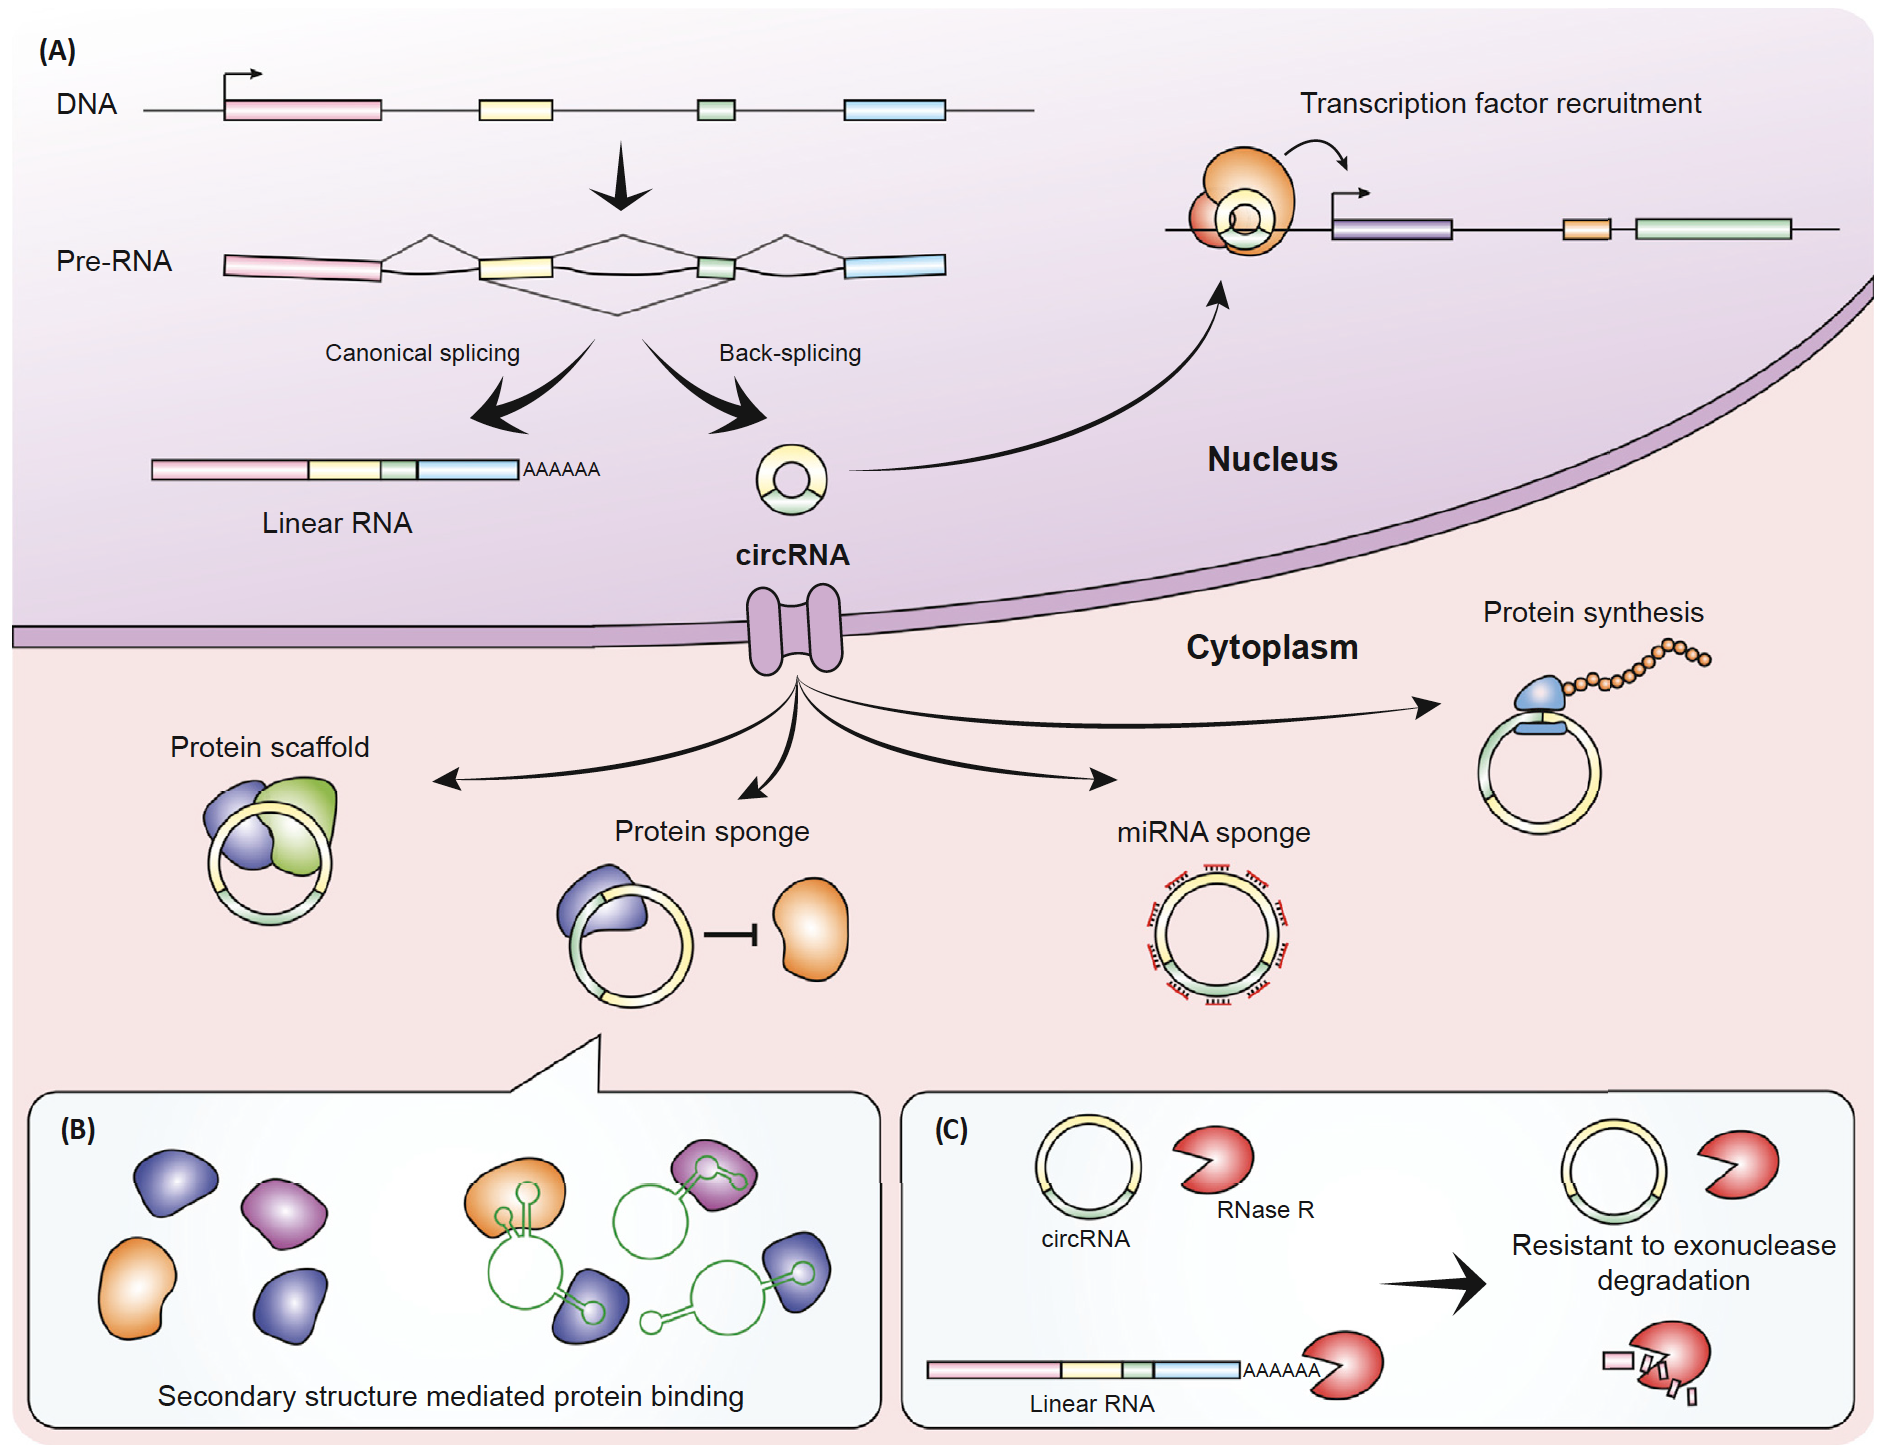 (A)
DNA
Transcription factor recruitment
Pre-RNA
Canonical splicing
Back-splicing
AAAAAA
Linear RNA
circRNA
Nucleus
Cytoplasm
Protein synthesis
Protein scaffold
Protein sponge
miRNA sponge
(B)
Secondary structure mediated protein binding
(C)
circRNA
RNase R
AAAAAA
Linear RNA
Resistant to exonuclease
degradation